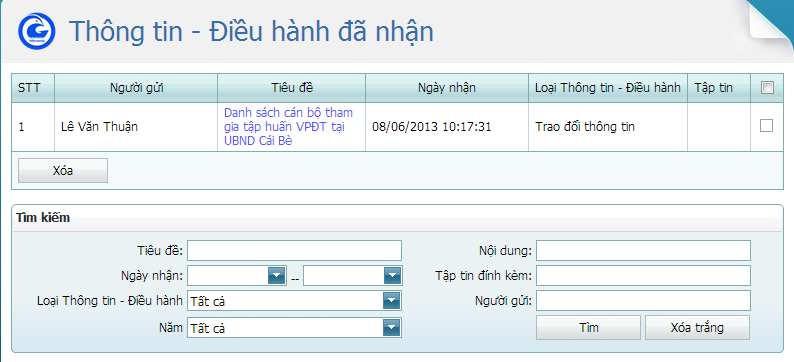 Thông tin - Điều hành đã nhận
STT Người gửi Tiêu đề Ngày nhận Loại Thông tin - Điều hành Tập tin
1 Lê Văn Thuận Danh sách cán bộ tham gia tập huấn VPĐT tại UBND Cái Bè 08/06/2013 10:17:31 Trao đổi thông tin
Xóa
Tìm kiếm
Tiêu đề: Nội dung:
Ngày nhận: -- Tập tin đính kèm:
Loại Thông tin - Điều hành Tất cả Người gửi:
Năm Tất cả Tìm Xóa trắng